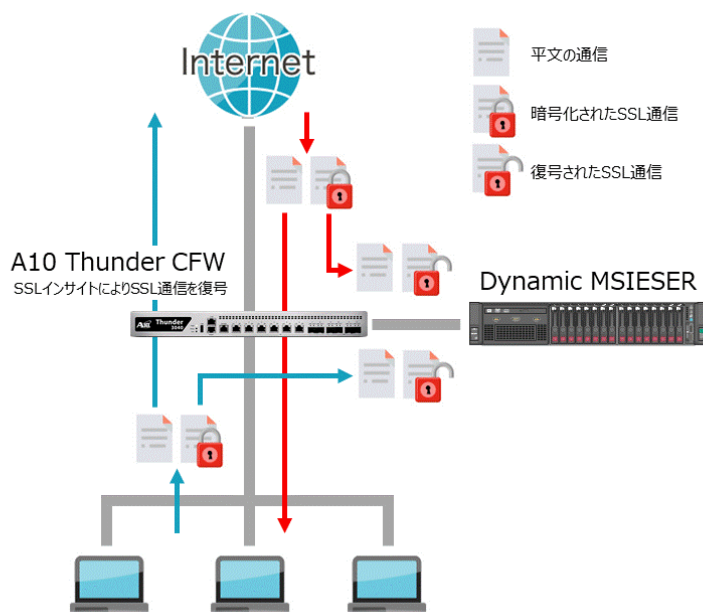 Internet
平文の通信
暗号化されたSSL通信
復号されたSSL通信
A10 Thunder CFW
SSLインサイトによりSSL通信を復号
Dynamic MSIESER
Thunder